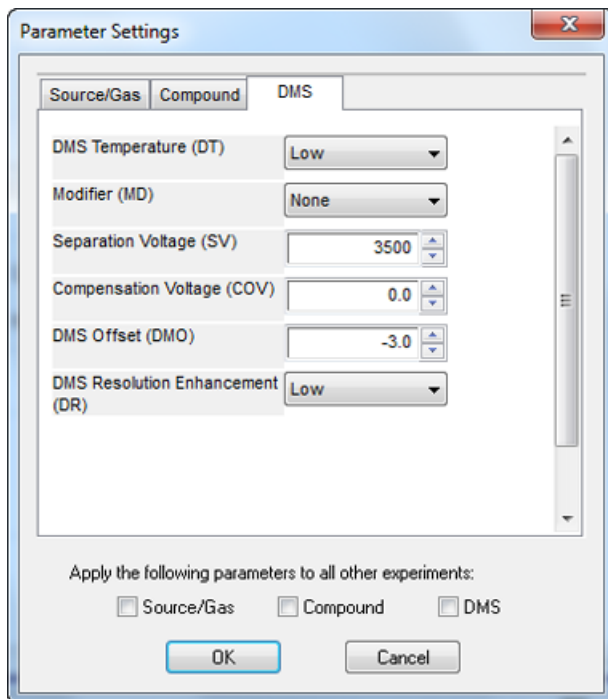 Parameter Settings
Source/Gas Compound DMS
DMS Temperature (DT) Low
Modifier (MD) None
Separation Voltage (SV) 3500
Compensation Voltage (COV) 0.0
DMS Offset (DMO) -3.0
DMS Resolution Enhancement Low
(DR)
Apply the following parameters to all other experiments:
Source/Gas Compound DMS
OK Cancel